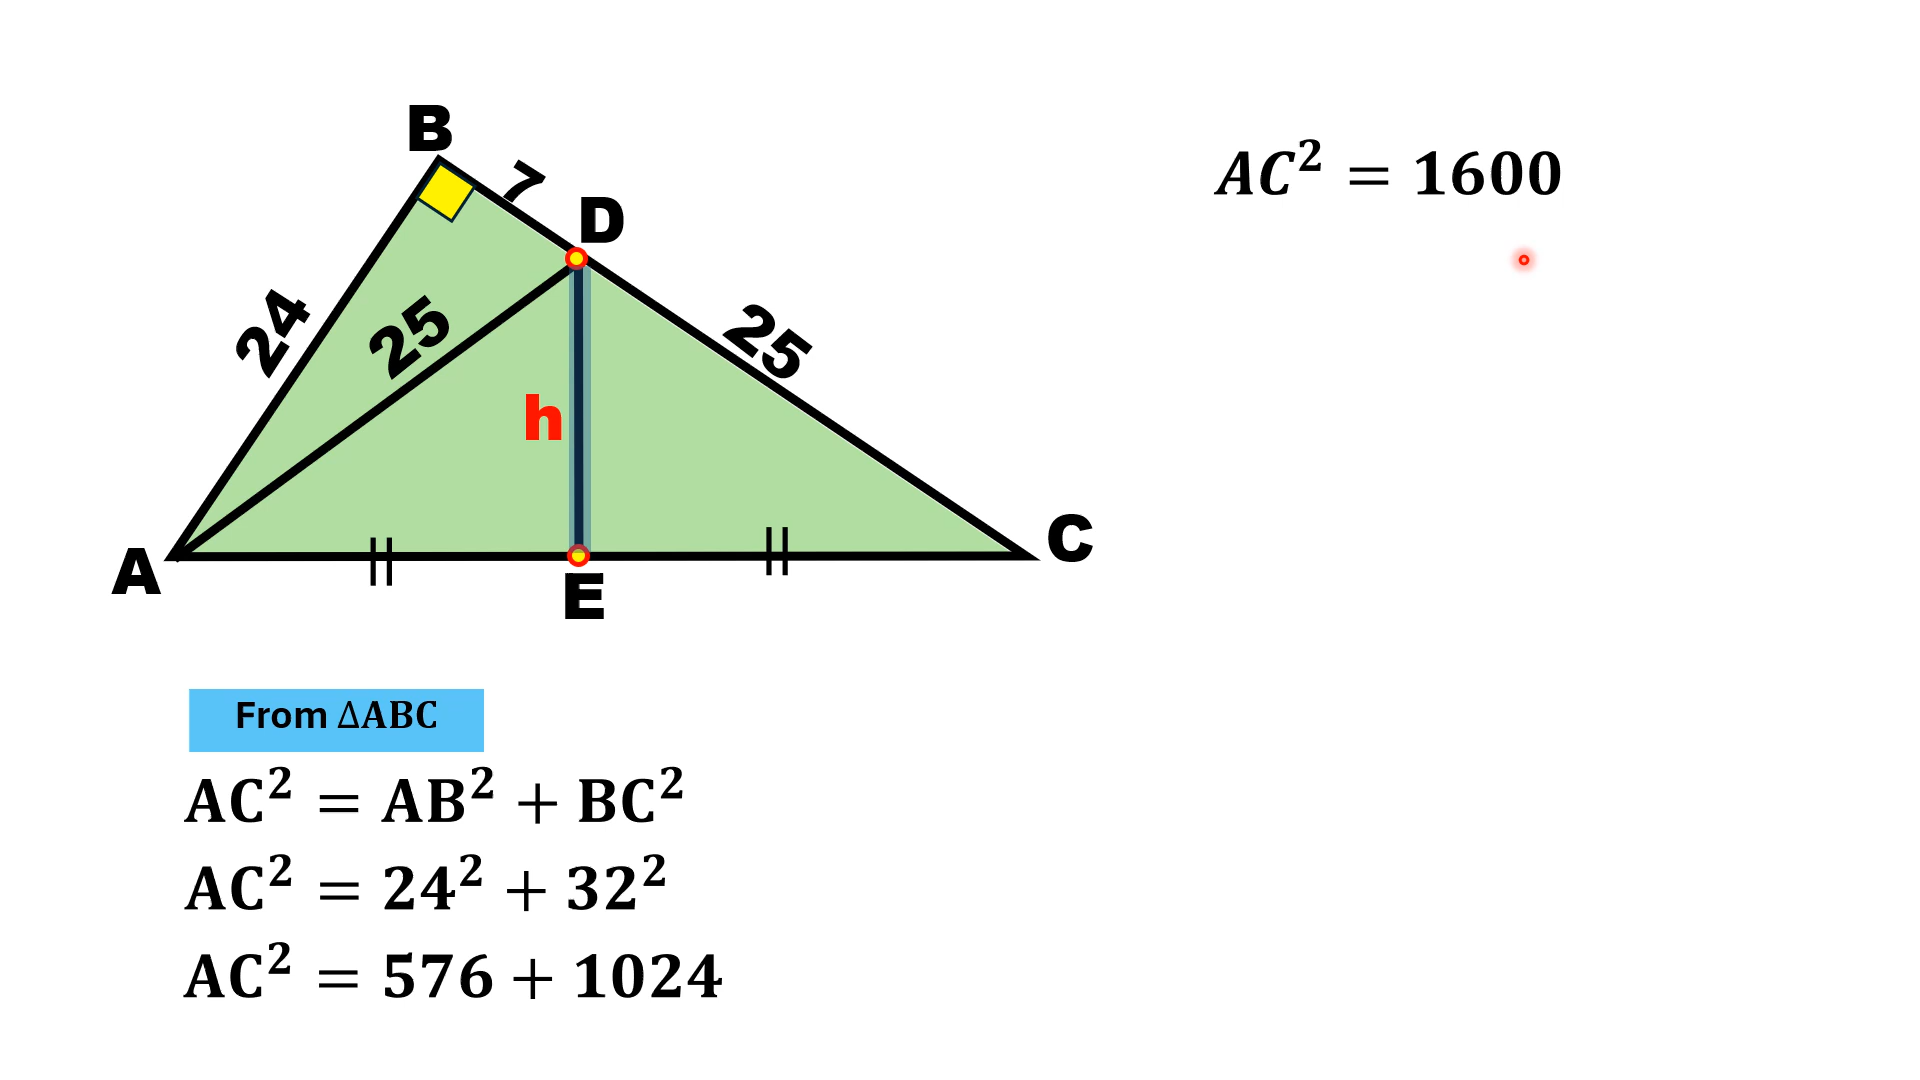 B
7
D
AC² = 1600
24
25
25
h
A
C
E
From ΔABC
AC² = AB² + BC²
AC² = 24² + 32²
AC² = 576 + 1024